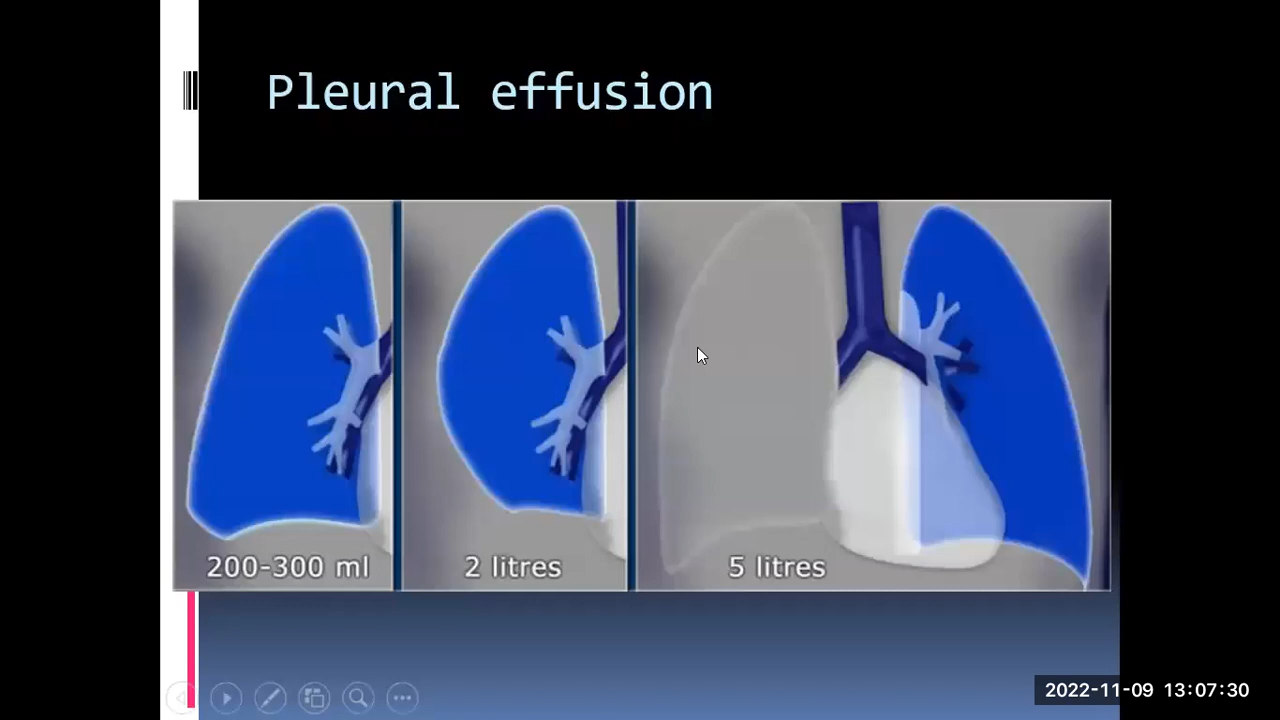 Pleural effusion
200-300 ml
2 litres
5 litres
2022-11-09 13:07:30